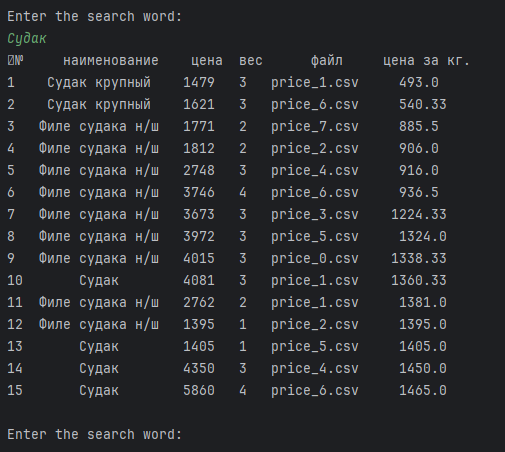 Enter the search word:
Судак
№ наименование цена вес файл цена за кг.
1 Судак крупный 1479 3 price_1.csv 493.0
2 Судак крупный 1621 3 price_6.csv 540.33
3 Филе судака н/ш 1771 2 price_7.csv 885.5
4 Филе судака н/ш 1812 2 price_2.csv 906.0
5 Филе судака н/ш 2748 3 price_4.csv 916.0
6 Филе судака н/ш 3746 4 price_6.csv 936.5
7 Филе судака н/ш 3673 3 price_3.csv 1224.33
8 Филе судака н/ш 3972 3 price_5.csv 1324.0
9 Филе судака н/ш 4015 3 price_0.csv 1338.33
10 Судак 4081 3 price_1.csv 1360.33
11 Филе судака н/ш 2762 2 price_1.csv 1381.0
12 Филе судака н/ш 1395 1 price_2.csv 1395.0
13 Судак 1405 1 price_5.csv 1405.0
14 Судак 4350 3 price_4.csv 1450.0
15 Судак 5860 4 price_6.csv 1465.0
Enter the search word: